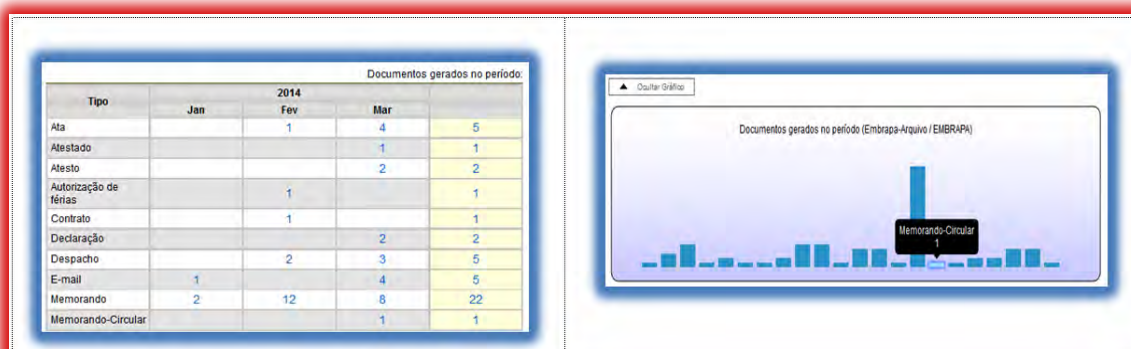 Documentos gerados no período:
Tipo 2014
Jan Fev Mar
Ata 1 4 5
Atestado 1 1
Atesto 2 2
Autorização de
férias 1 1
Contrato 1 1
Declaração 2 2
Despacho 2 3 5
E-mail 1 4 5
Memorando 2 12 8 22
Memorando-Circular 1 1
Ocultar Gráfico
Documentos gerados no período (Embrapa-Arquivo / EMBRAPA)
Memorando-Circular
1